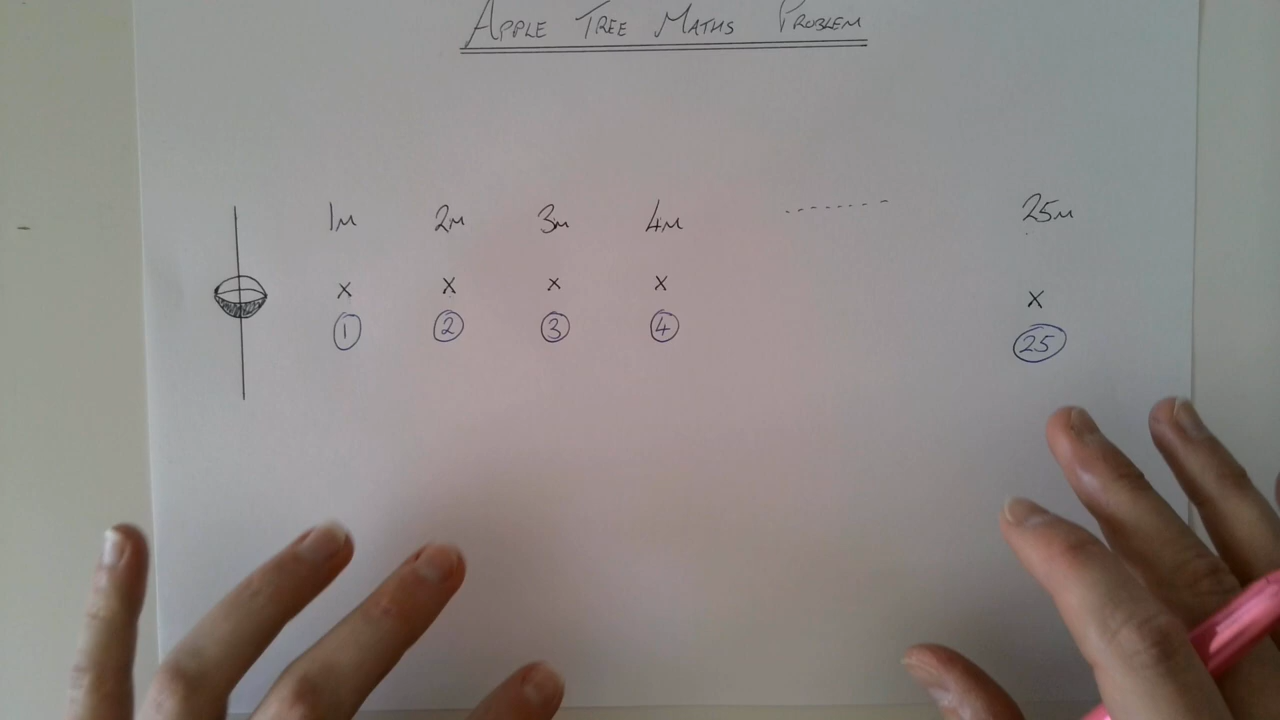 APPLE TREE MATHS PROBLEM
1M 2M 3M 4M ------- 25M
X X X X X
1 2 3 4 25